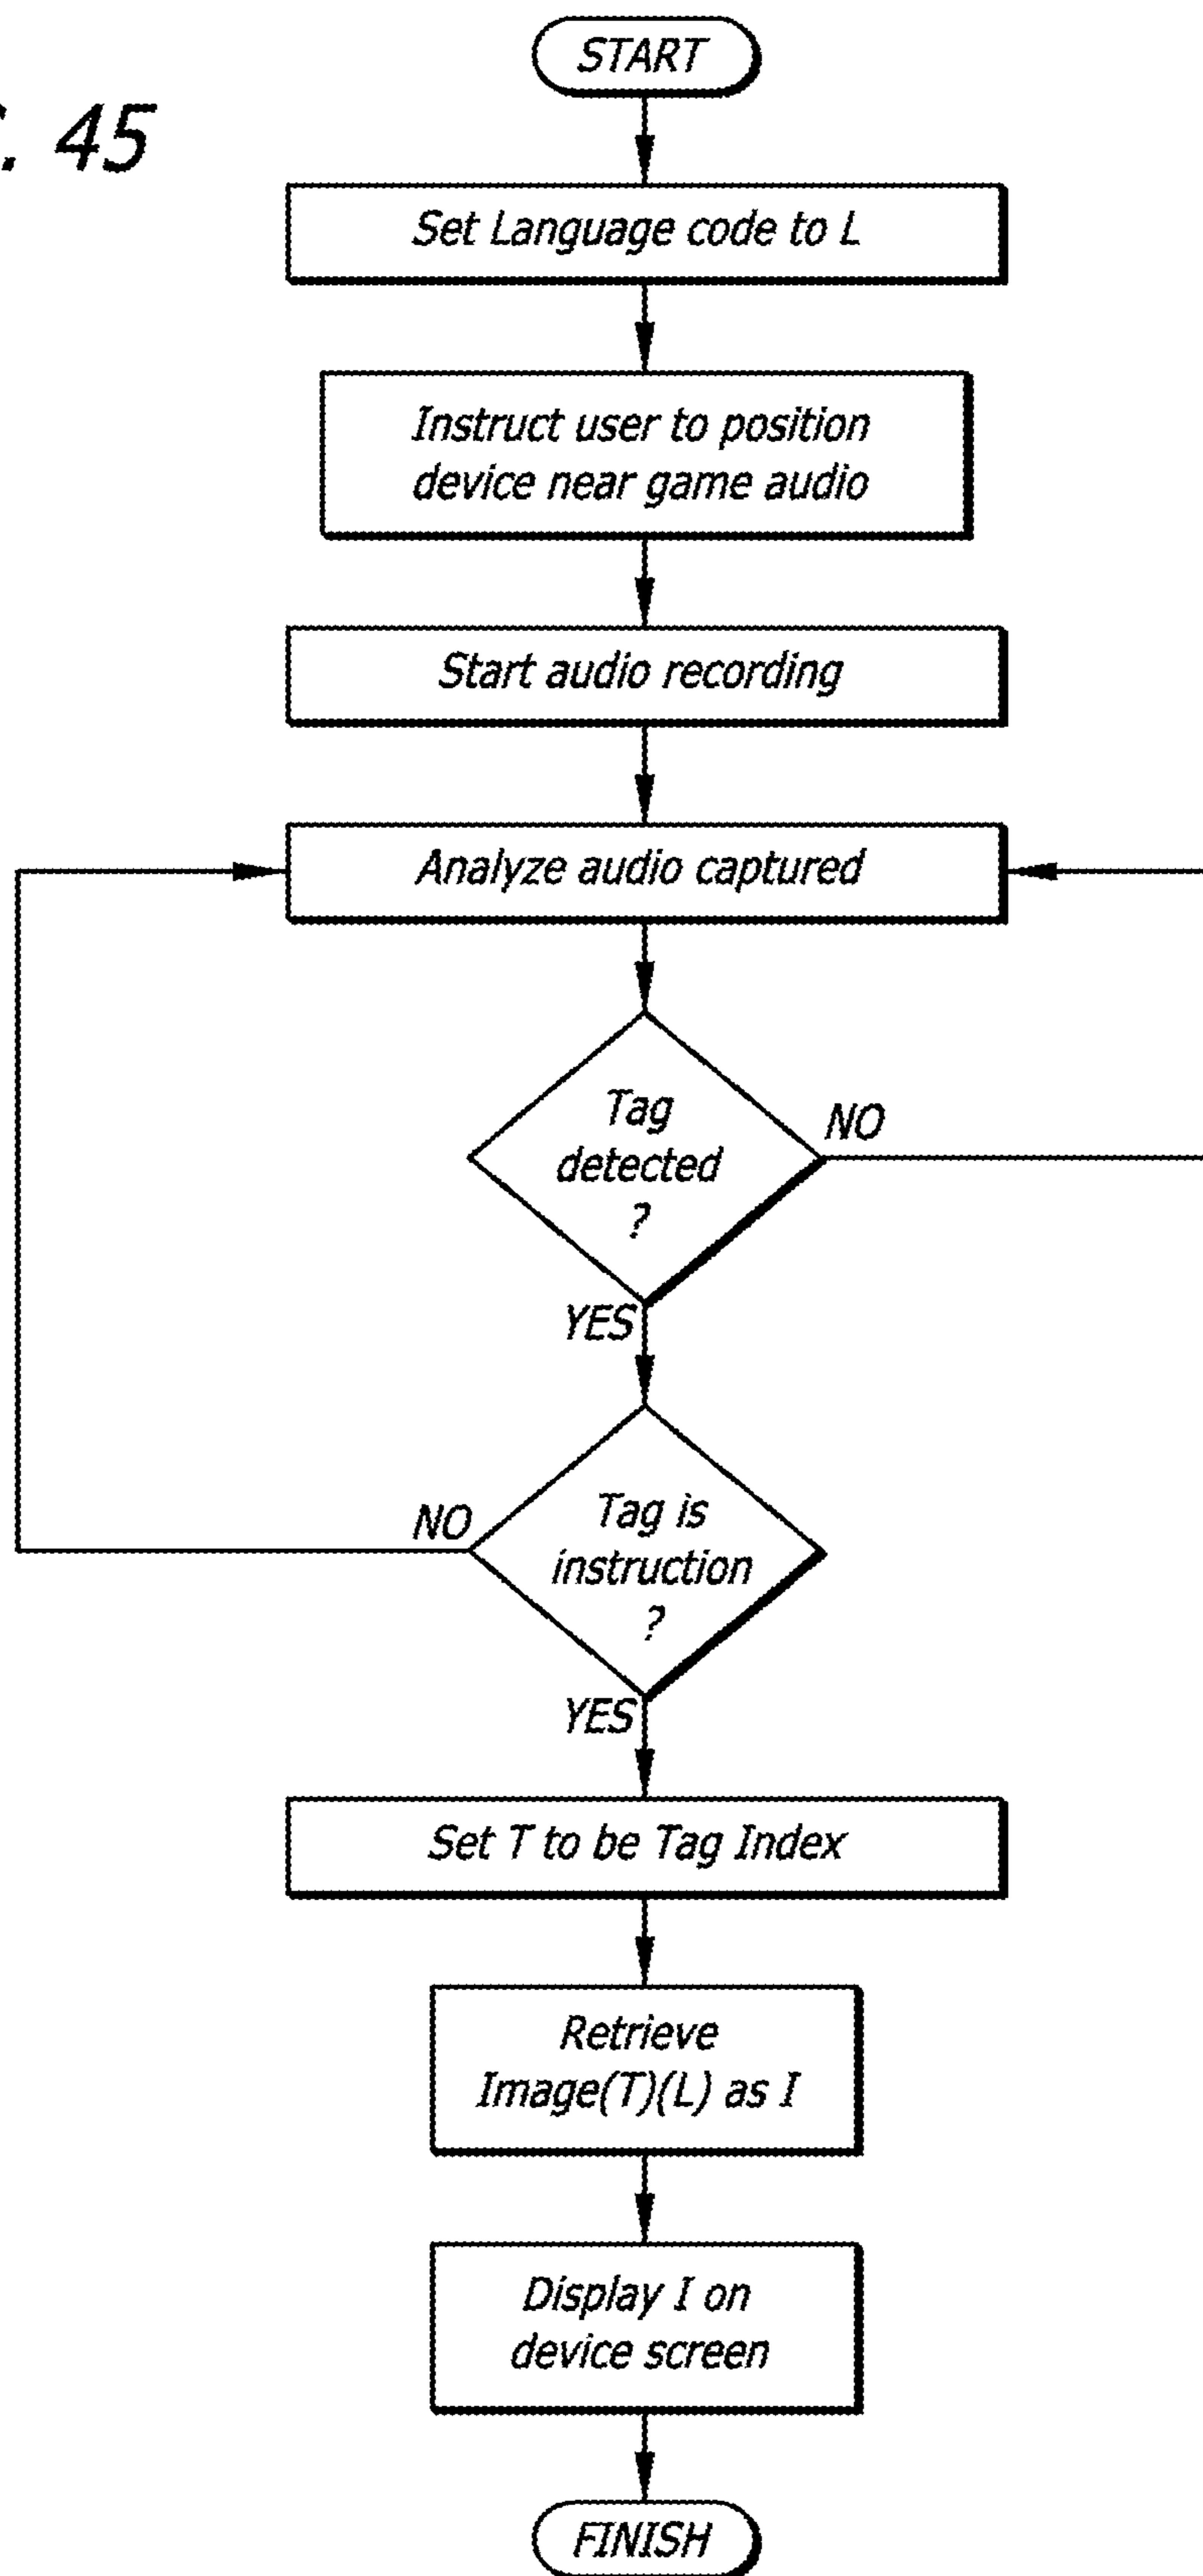 . 45
START
Set Language code to L
Instruct user to position
device near game audio
Start audio recording
Analyze audio captured
Tag
detected
?
NO
YES
Tag is
instruction
?
NO
YES
Set T to be Tag Index
Retrieve
Image(T)(L) as I
Display I on
device screen
FINISH